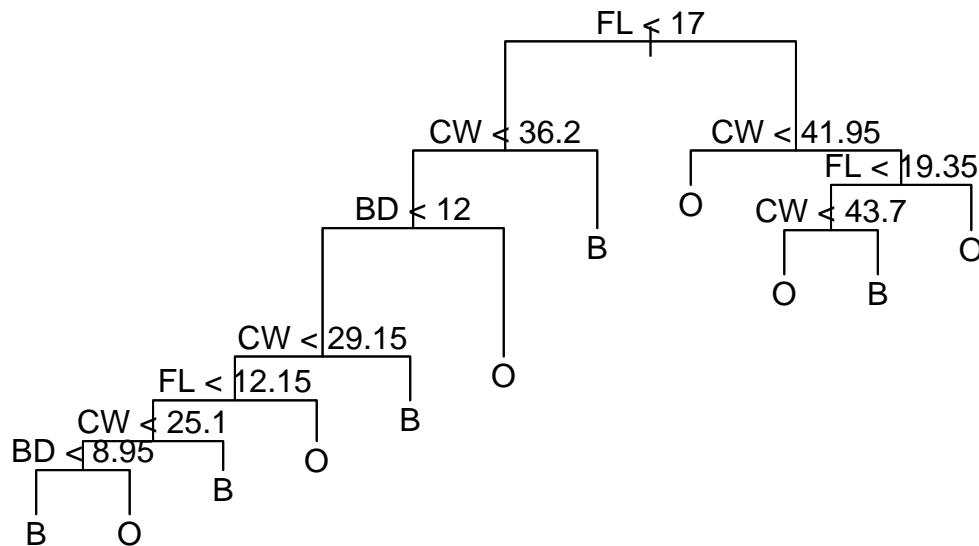 FL < 17
CW < 36.2
CW < 41.95
FL < 19.35
BD < 12
O
CW < 43.7
B
O
O
B
CW < 29.15
O
FL < 12.15
B
CW < 25.1
BD < 8.95
O
B
B
O